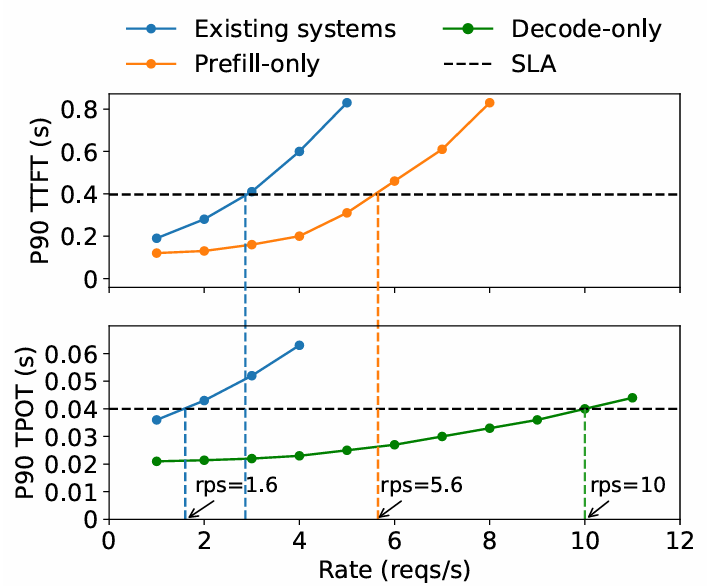 Existing systems
Decode-only
Prefill-only
SLA
P90 TTFT (s)
0.8
0.6
0.4
0.2
0
P90 TPOT (s)
0.06
0.05
0.04
0.03
0.02
0.01
0
rps=1.6
rps=5.6
rps=10
0 2 4 6 8 10 12
Rate (reqs/s)